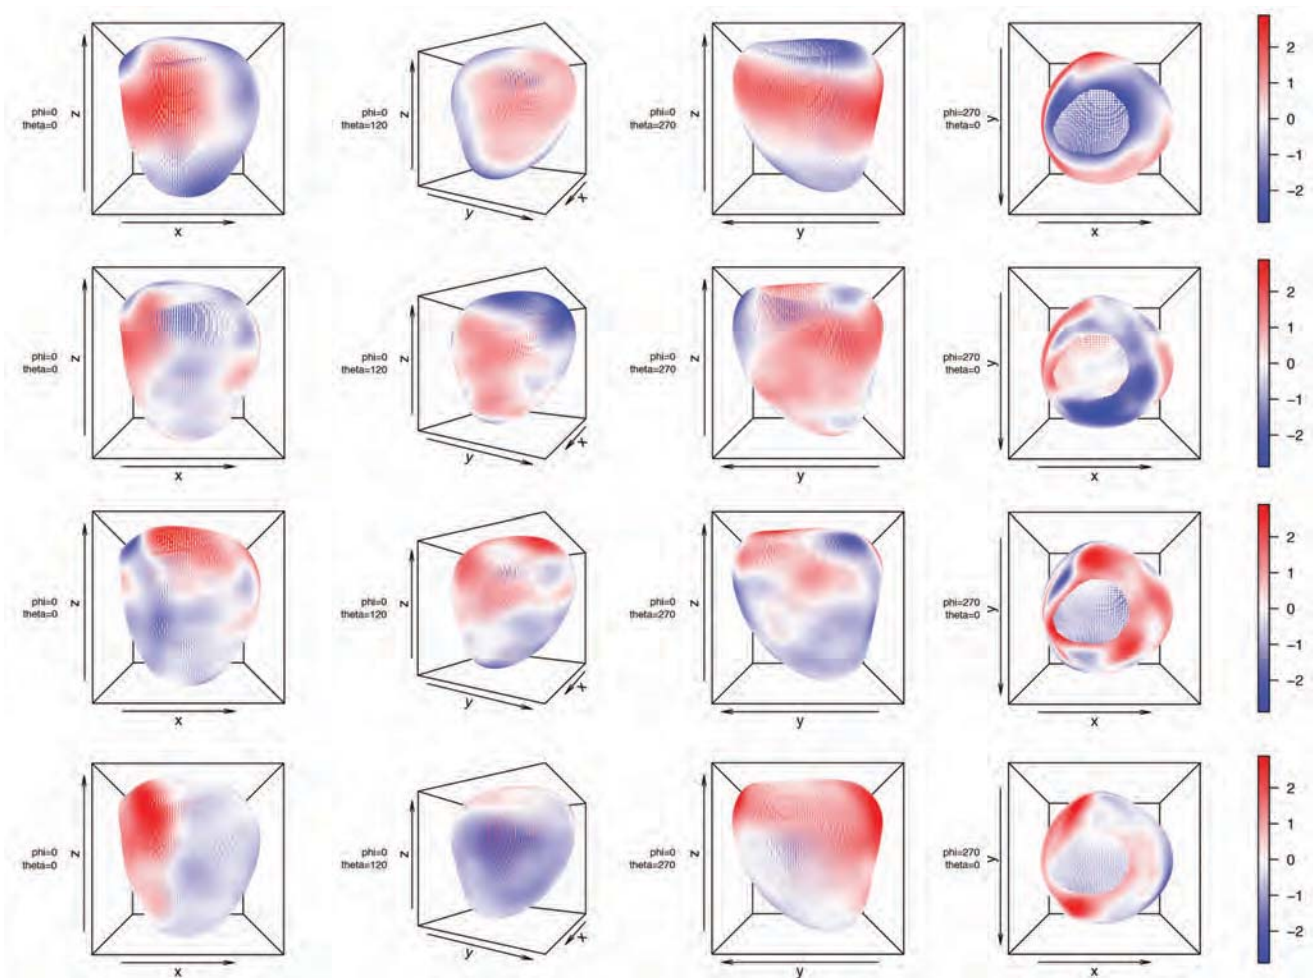 phi=0
theta=0
z
x
phi=0
theta=120
z
y
x
phi=0
theta=270
z
y
phi=270
theta=0
y
x
2
1
0
−1
−2
phi=0
theta=0
z
x
phi=0
theta=120
z
y
x
phi=0
theta=270
z
y
phi=270
theta=0
y
x
2
1
0
−1
−2
phi=0
theta=0
z
x
phi=0
theta=120
z
y
x
phi=0
theta=270
z
y
phi=270
theta=0
y
x
2
1
0
−1
−2
phi=0
theta=0
z
x
phi=0
theta=120
z
y
x
phi=0
theta=270
z
y
phi=270
theta=0
y
x
2
1
0
−1
−2